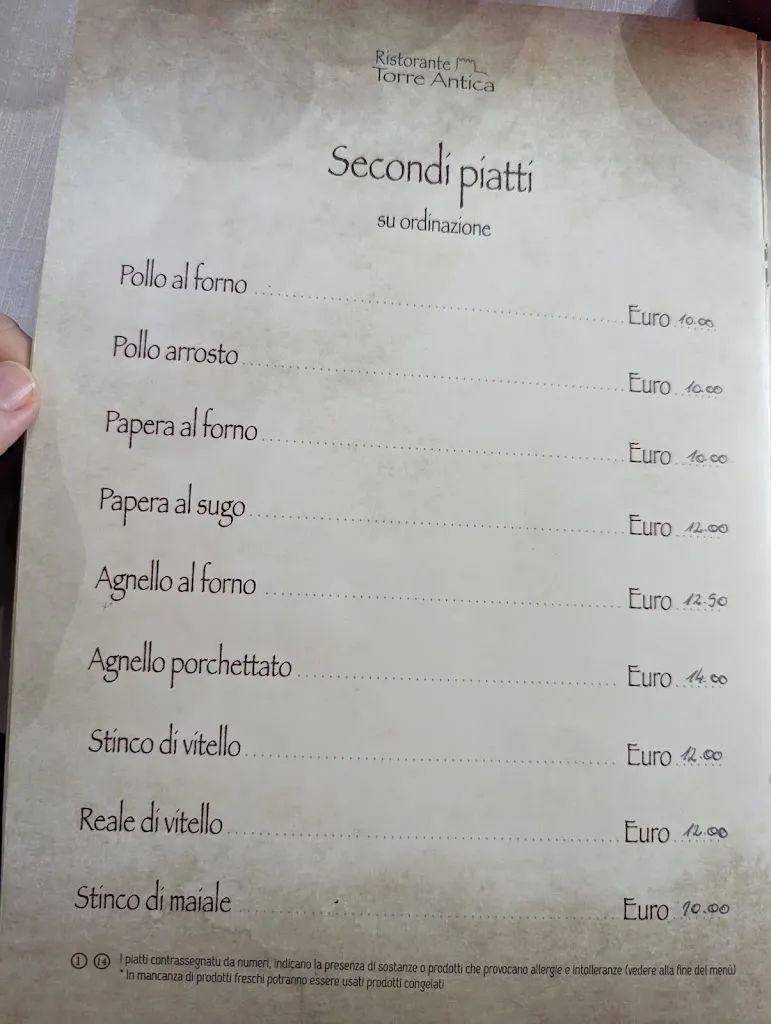 Ristorante
Torre Antica
Secondi piatti
su ordinazione
Pollo al forno ........ Euro 10.00
Pollo arrosto ........ Euro 10.00
Papera al forno ........ Euro 10.00
Papera al sugo ........ Euro 12.00
Agnello al forno ........ Euro 12.50
Agnello porchettato ........ Euro 14.00
Stinco di vitello ........ Euro 12.00
Reale di vitello ........ Euro 12.00
Stinco di maiale ........ Euro 10.00
1 14 I piatti contrassegnatu da numeri, indicano la presenza di sostanze o prodotti che provocano allergie e intolleranze (vedere alla fine del menù)
* In mancanza di prodotti freschi potranno essere usati prodotti congelati